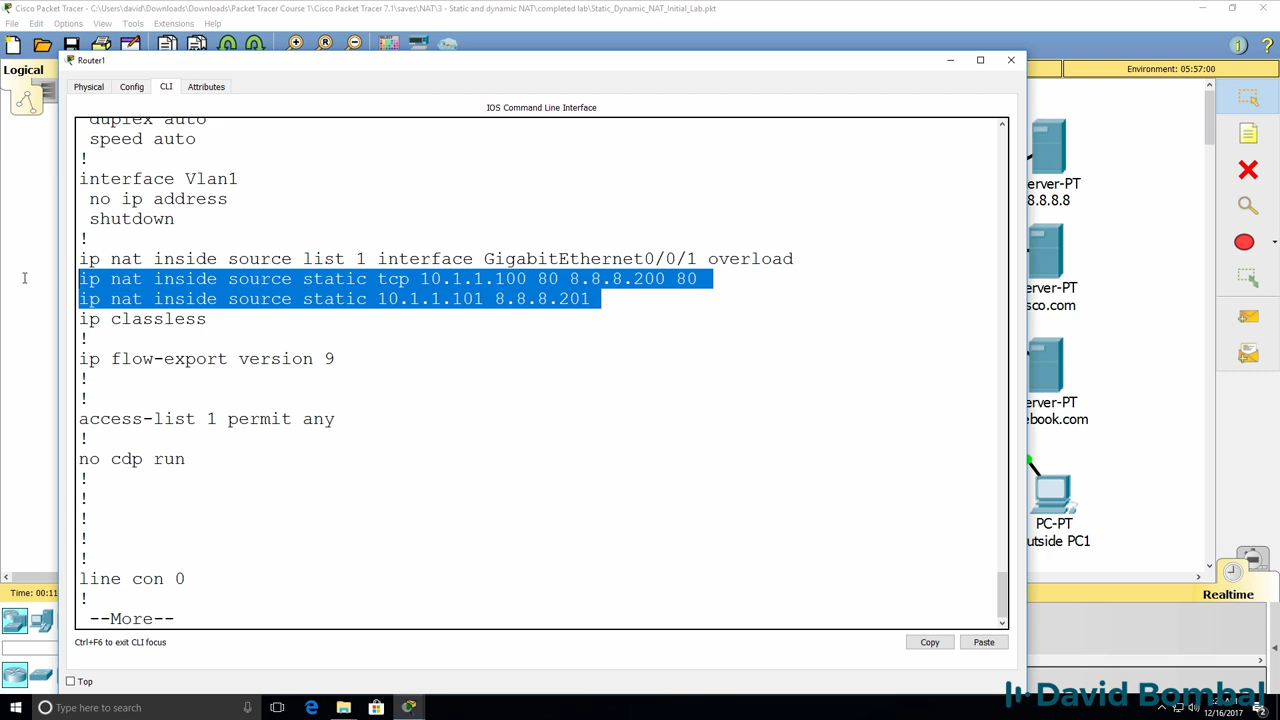 Cisco Packet Tracer - C:\Users\david\Downloads\Downloads\Packet Tracer Course 1\Cisco Packet Tracer 7.1\saves\NAT\3 - Static and dynamic NAT\completed lab\Static_Dynamic_NAT_Initial_Lab.pkt
File Edit Options View Tools Extensions Help
Logical
Router1
Environment: 05:57:00
Physical Config CLI Attributes
IOS Command Line Interface
duplex auto
speed auto
!
interface Vlan1
no ip address
shutdown
!
ip nat inside source list 1 interface GigabitEthernet0/0/1 overload
ip nat inside source static tcp 10.1.1.100 80 8.8.8.200 80
ip nat inside source static 10.1.1.101 8.8.8.201
ip classless
!
ip flow-export version 9
!
!
access-list 1 permit any
!
no cdp run
!
!
!
!
!
line con 0
!
--More--
Ctrl+F6 to exit CLI focus
Copy Paste
Top
erver-PT
8.8.8.8
erver-PT
sco.com
erver-PT
ebook.com
PC-PT
utside PC1
Time: 00:11
Realtime
David Bombal
Type here to search
12/16/2017